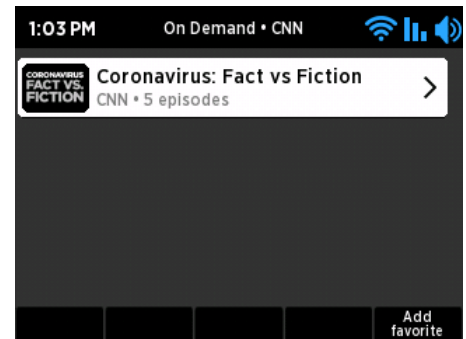 1:03 PM On Demand • CNN
CORONAVIRUS
FACT VS.
FICTION
Coronavirus: Fact vs Fiction
CNN • 5 episodes
Add
favorite